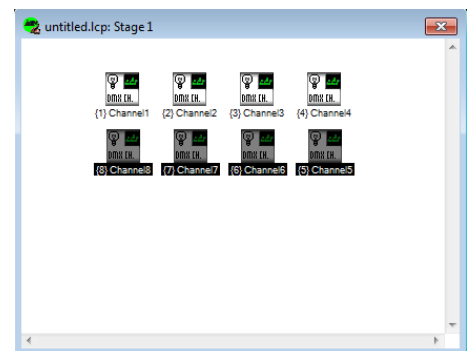 untitled.lcp: Stage 1
DMX CH. DMX CH. DMX CH. DMX CH.
{1} Channel1 {2} Channel2 {3} Channel3 {4} Channel4
DMX CH. DMX CH. DMX CH. DMX CH.
{8} Channel8 {7} Channel7 {6} Channel6 {5} Channel5